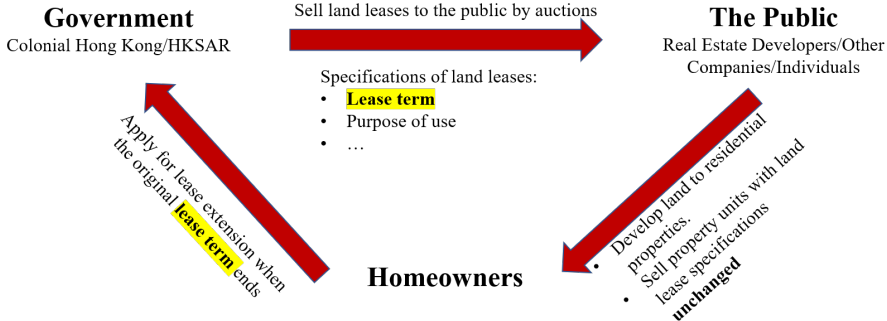 Government
Colonial Hong Kong/HKSAR
Sell land leases to the public by auctions
The Public
Real Estate Developers/Other
Companies/Individuals
Specifications of land leases:
• Lease term
• Purpose of use
• …
• Develop land to residential
properties.
• Sell property units with land
lease specifications
unchanged
Homeowners
Apply for lease extension when
the original lease term ends